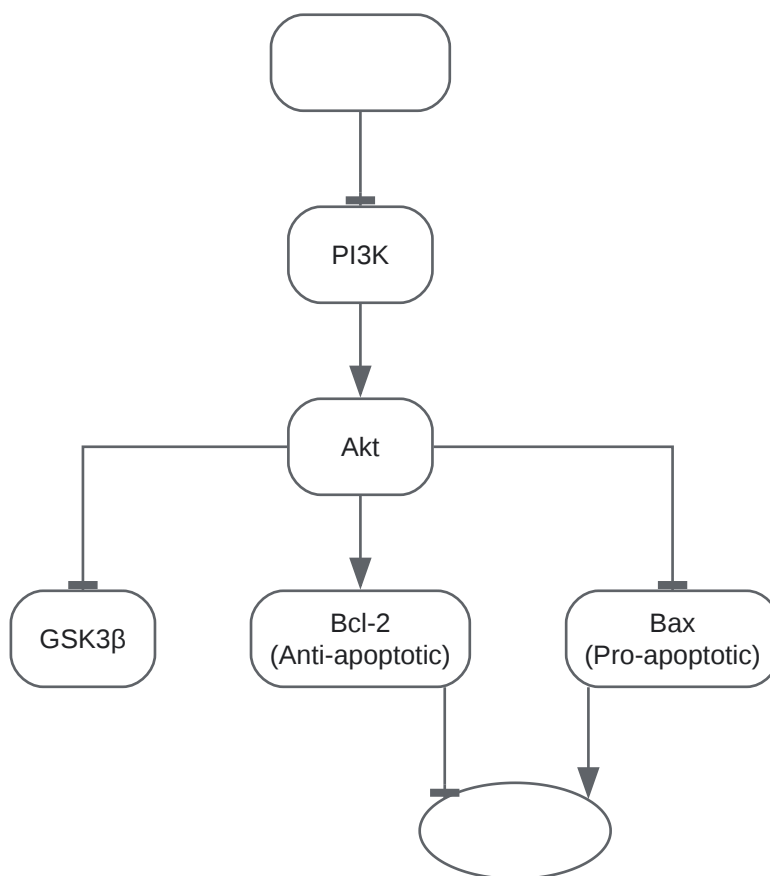 PI3K
Akt
GSK3β
Bcl-2
(Anti-apoptotic)
Bax
(Pro-apoptotic)